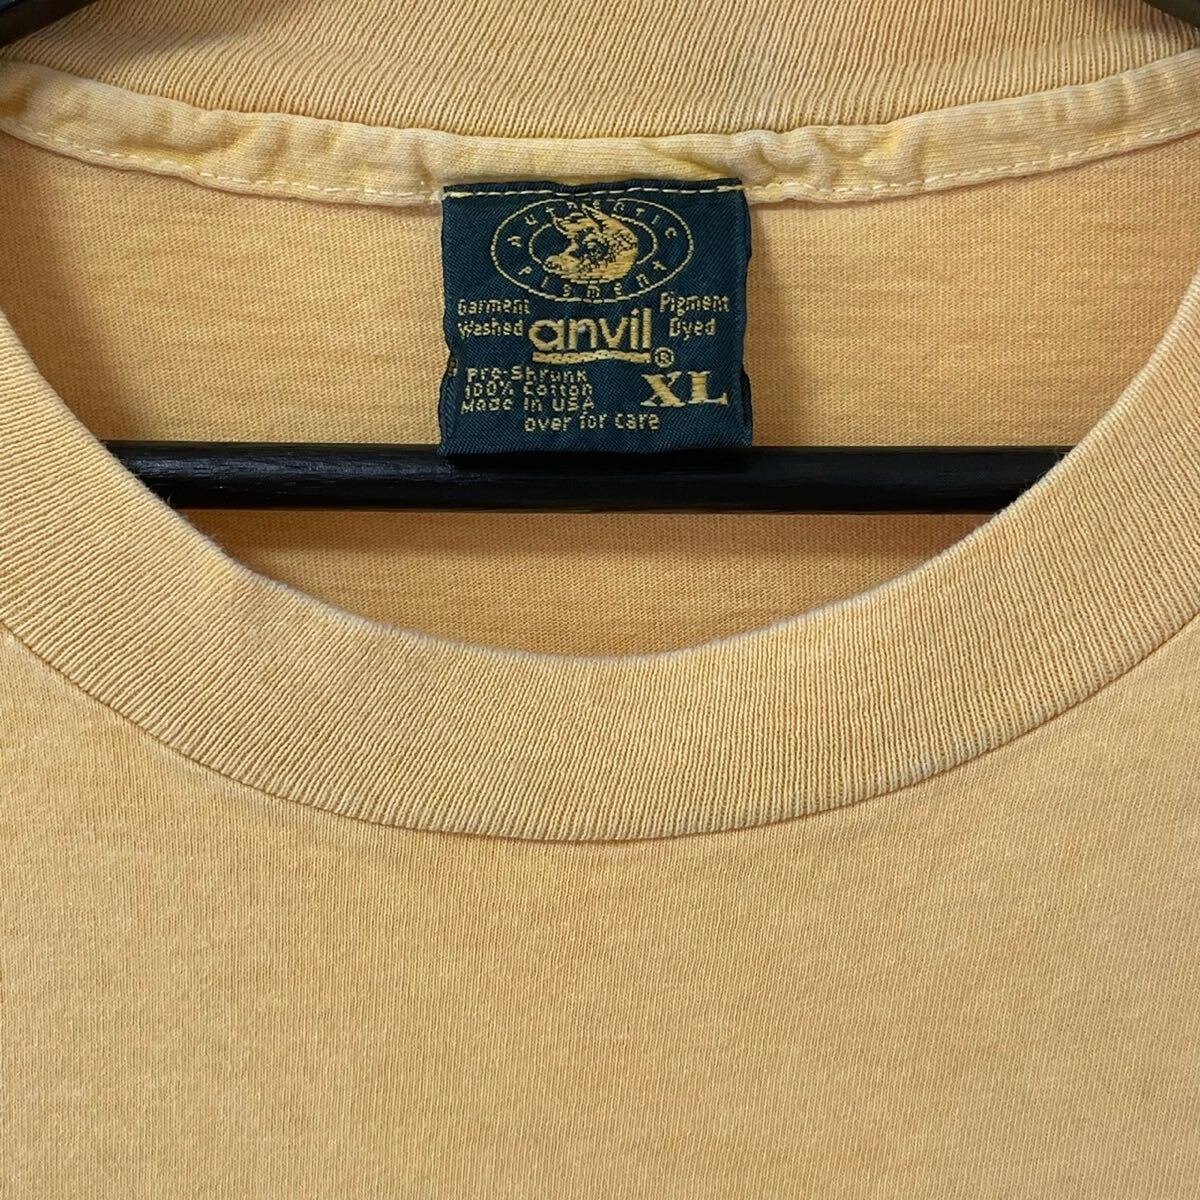 Authentic
Pigment
Garment Pigment
Washed anvil® Dyed
Pre-Shrunk
100% Cotton XL
Made In USA
Over for Care